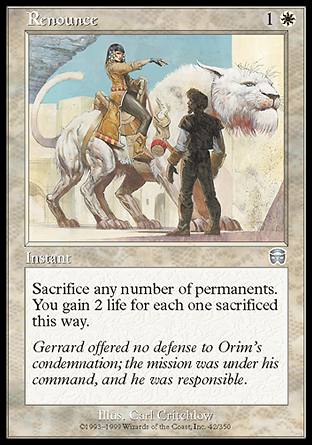 Renounce 1
Instant
Sacrifice any number of permanents.
You gain 2 life for each one sacrificed
this way.
Gerrard offered no defense to Orim's
condemnation; the mission was under his
command, and he was responsible.
Illus. Carl Critchlow
©1993-1999 Wizards of the Coast, Inc. 42/350